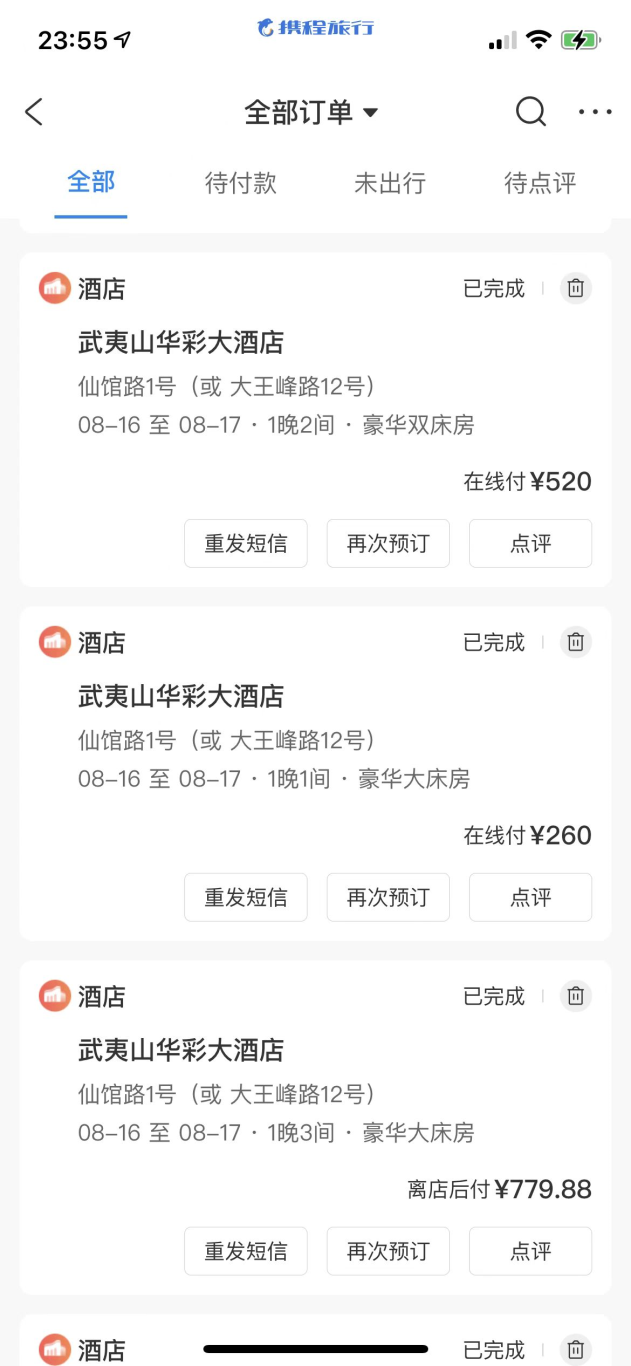 23:55
携程旅行
全部订单
全部 待付款 未出行 待点评
酒店 已完成
武夷山华彩大酒店
仙馆路1号（或 大王峰路12号）
08-16 至 08-17 · 1晚2间 · 豪华双床房
在线付¥520
重发短信 再次预订 点评
酒店 已完成
武夷山华彩大酒店
仙馆路1号（或 大王峰路12号）
08-16 至 08-17 · 1晚1间 · 豪华大床房
在线付¥260
重发短信 再次预订 点评
酒店 已完成
武夷山华彩大酒店
仙馆路1号（或 大王峰路12号）
08-16 至 08-17 · 1晚3间 · 豪华大床房
离店后付¥779.88
重发短信 再次预订 点评
酒店 已完成